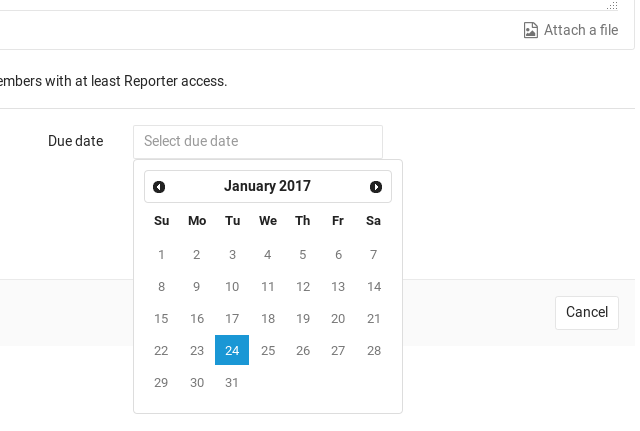 Attach a file
embers with at least Reporter access.
Due date
Select due date
January 2017
Su Mo Tu We Th Fr Sa
1 2 3 4 5 6 7
8 9 10 11 12 13 14
15 16 17 18 19 20 21
22 23 24 25 26 27 28
29 30 31
Cancel